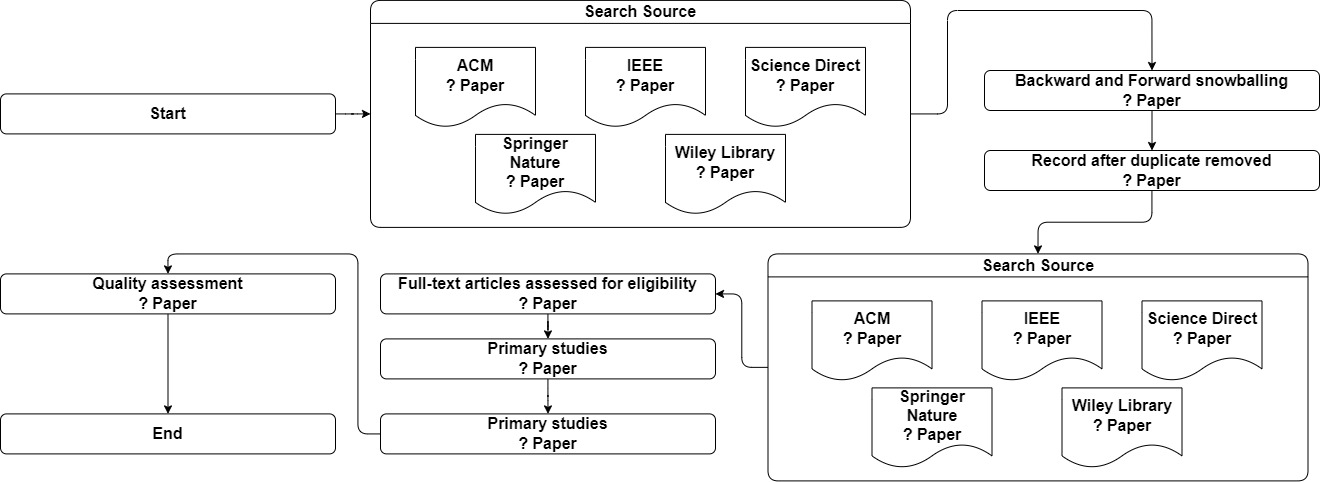 Search Source
ACM
? Paper
IEEE
? Paper
Science Direct
? Paper
Springer
Nature
? Paper
Wiley Library
? Paper
Start
Backward and Forward snowballing
? Paper
Record after duplicate removed
? Paper
Search Source
ACM
? Paper
IEEE
? Paper
Science Direct
? Paper
Springer
Nature
? Paper
Wiley Library
? Paper
Full-text articles assessed for eligibility
? Paper
Primary studies
? Paper
Primary studies
? Paper
Quality assessment
? Paper
End